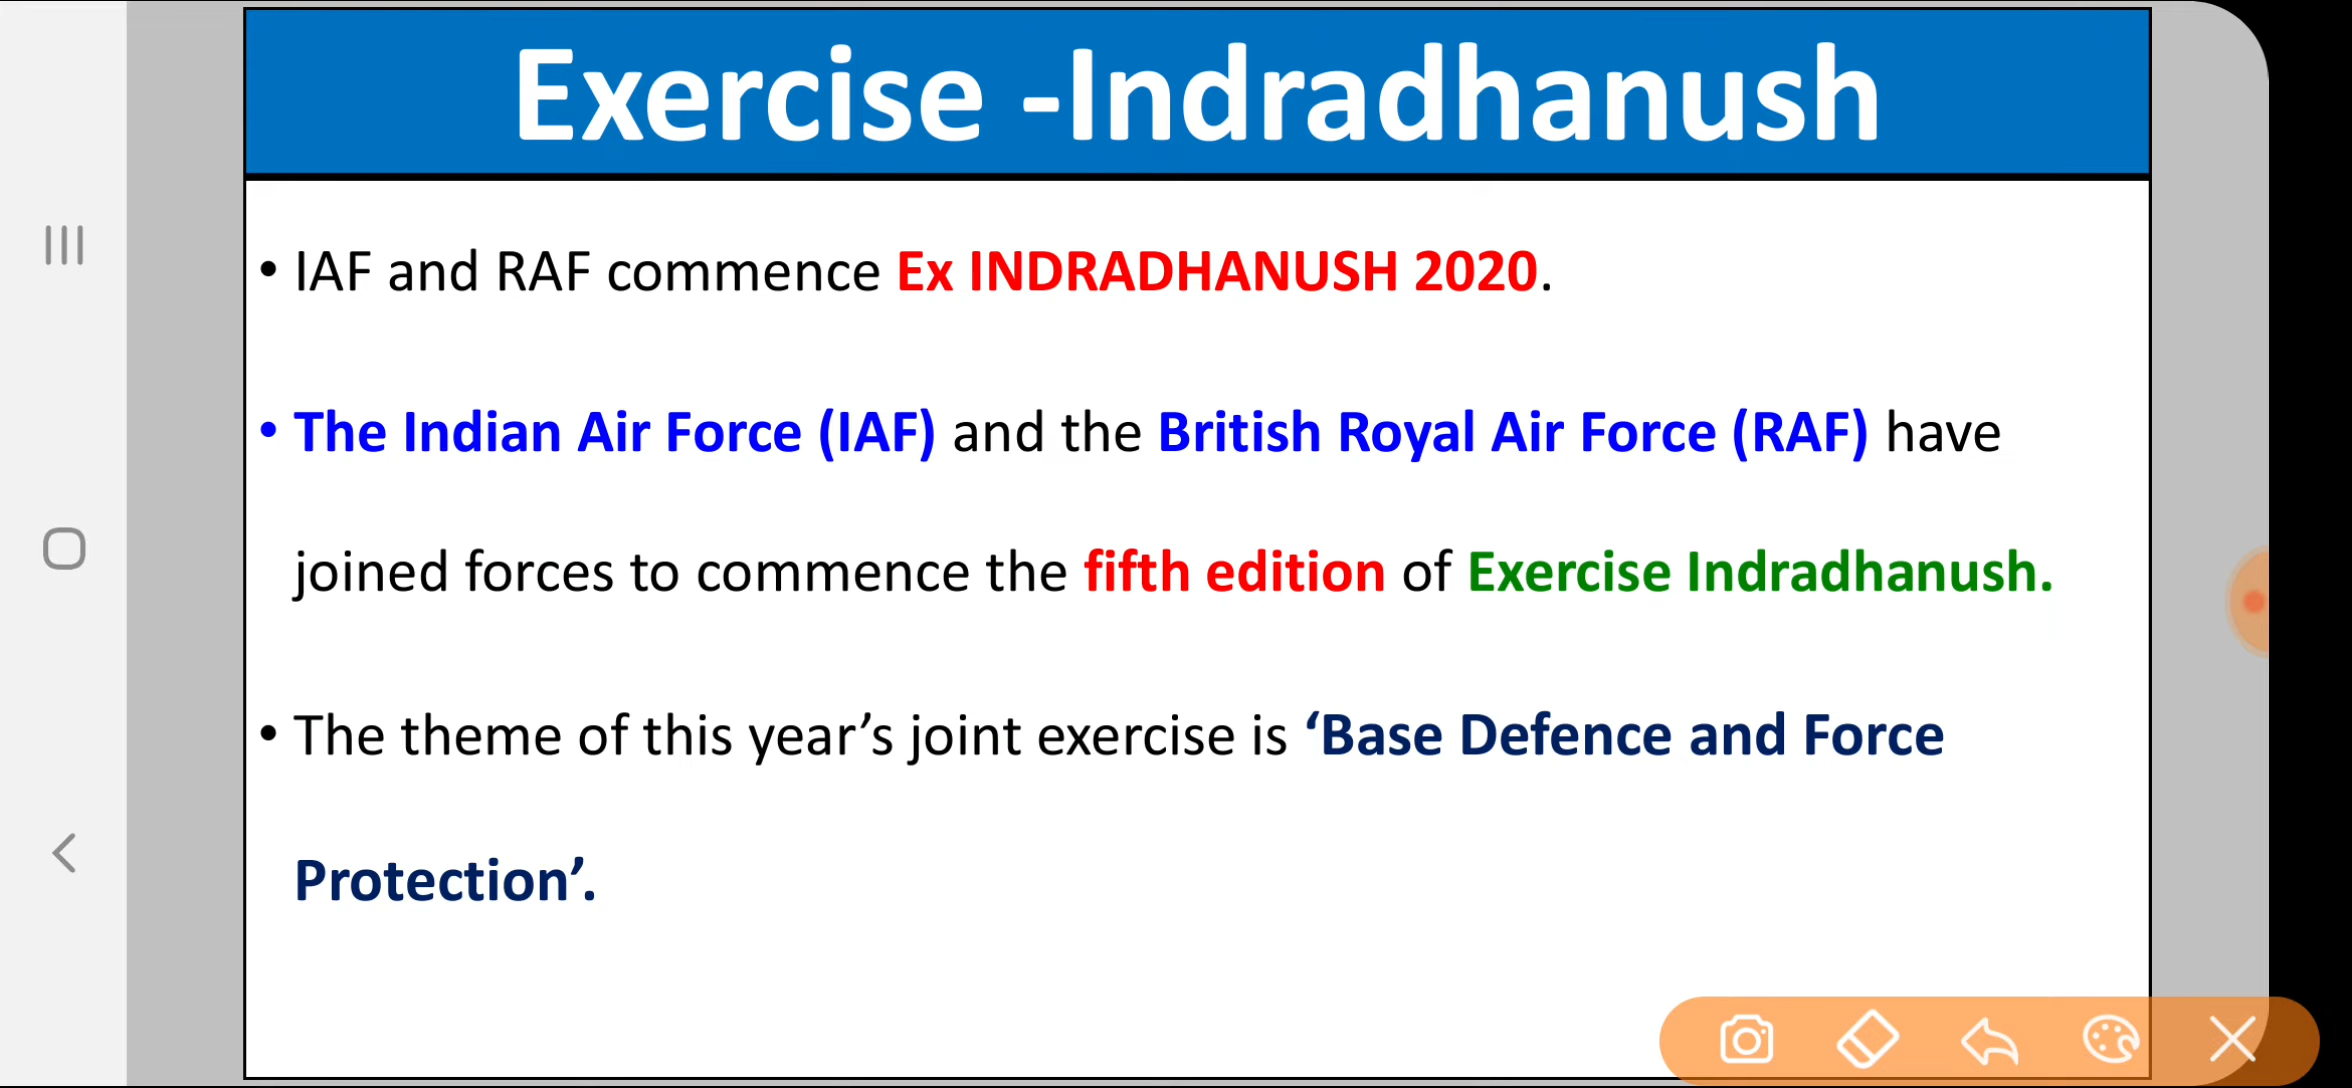 Exercise -Indradhanush
• IAF and RAF commence Ex INDRADHANUSH 2020.
• The Indian Air Force (IAF) and the British Royal Air Force (RAF) have
joined forces to commence the fifth edition of Exercise Indradhanush.
• The theme of this year’s joint exercise is ‘Base Defence and Force
Protection’.